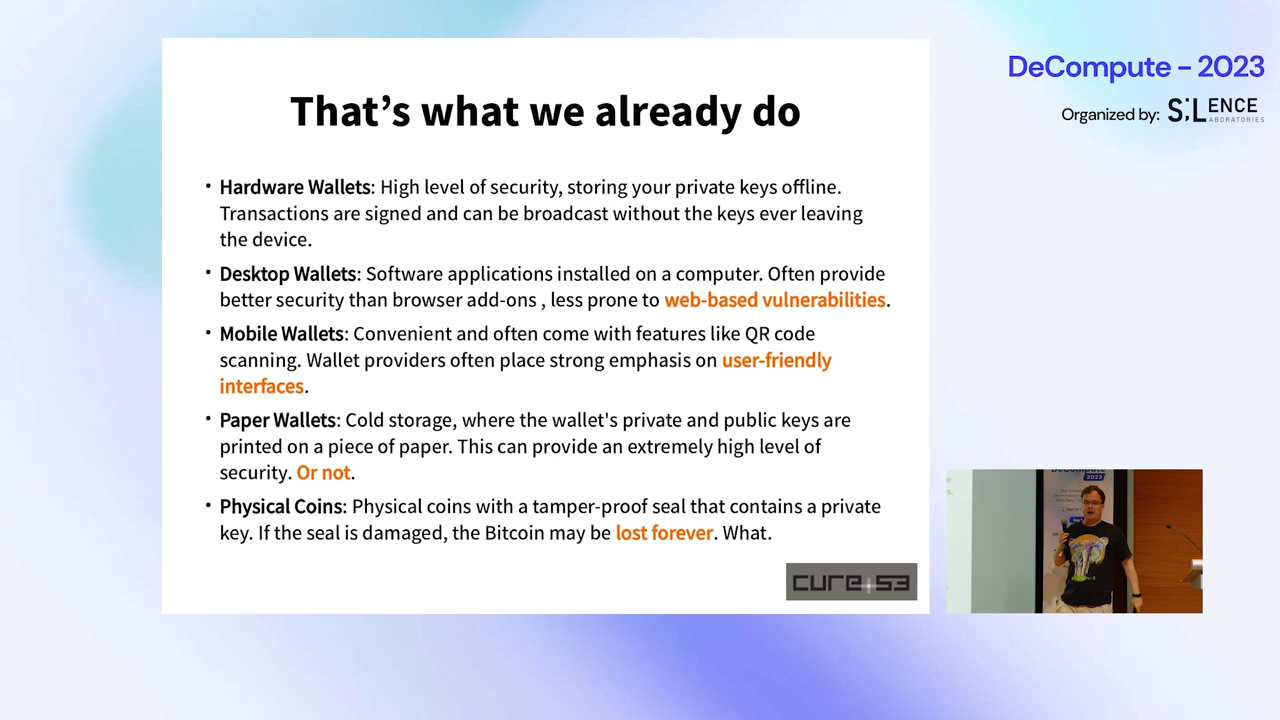 DeCompute – 2023
Organized by: SiLENCE
LABORATORIES
That’s what we already do
• Hardware Wallets: High level of security, storing your private keys offline.
Transactions are signed and can be broadcast without the keys ever leaving
the device.
• Desktop Wallets: Software applications installed on a computer. Often provide
better security than browser add-ons , less prone to web-based vulnerabilities.
• Mobile Wallets: Convenient and often come with features like QR code
scanning. Wallet providers often place strong emphasis on user-friendly
interfaces.
• Paper Wallets: Cold storage, where the wallet's private and public keys are
printed on a piece of paper. This can provide an extremely high level of
security. Or not.
• Physical Coins: Physical coins with a tamper-proof seal that contains a private
key. If the seal is damaged, the Bitcoin may be lost forever. What.
cure+53
DeCompute
2023